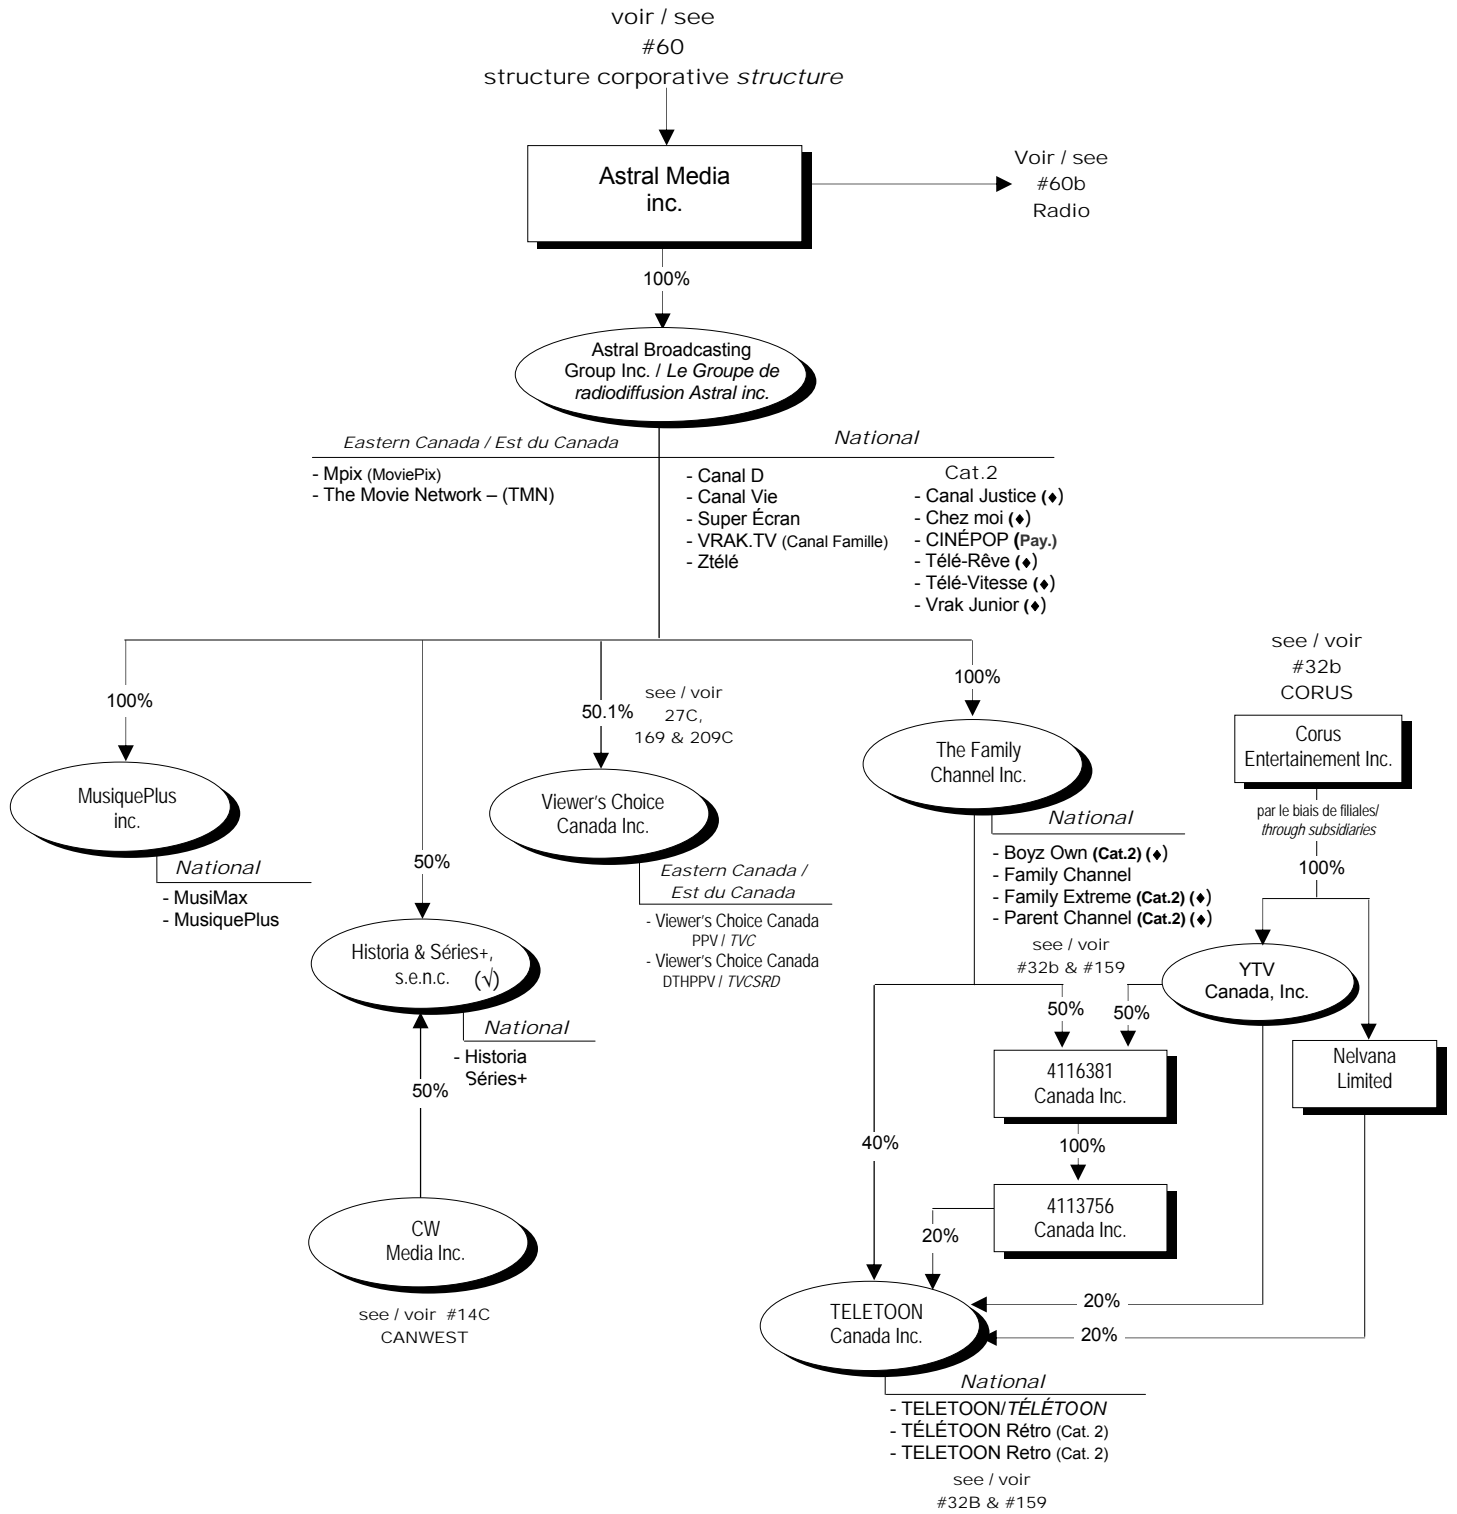 voir / see
#60
structure corporative structure
Astral Media
inc.
Voir / see
#60b
Radio
100%
Astral Broadcasting
Group Inc. / Le Groupe de
radiodiffusion Astral inc.
Eastern Canada / Est du Canada
- Mpix (MoviePix)
- The Movie Network – (TMN)
National
- Canal D
- Canal Vie
- Super Écran
- VRAK.TV (Canal Famille)
- Ztélé
Cat.2
- Canal Justice (♦)
- Chez moi (♦)
- CINÉPOP (Pay.)
- Télé-Rêve (♦)
- Télé-Vitesse (♦)
- Vrak Junior (♦)
100%
MusiquePlus
inc.
National
- MusiMax
- MusiquePlus
50%
Historia & Séries+,
s.e.n.c. (√)
National
- Historia
Séries+
50%
CW
Media Inc.
see / voir #14C
CANWEST
50.1%
see / voir
27C,
169 & 209C
Viewer's Choice
Canada Inc.
Eastern Canada /
Est du Canada
- Viewer's Choice Canada
PPV / TVC
- Viewer's Choice Canada
DTHPPV / TVCSRD
100%
The Family
Channel Inc.
National
- Boyz Own (Cat.2) (♦)
- Family Channel
- Family Extreme (Cat.2) (♦)
- Parent Channel (Cat.2) (♦)
see / voir
#32b & #159
see / voir
#32b
CORUS
Corus
Entertainement Inc.
par le biais de filiales/
through subsidiaries
100%
YTV
Canada, Inc.
Nelvana
Limited
50%
50%
4116381
Canada Inc.
100%
4113756
Canada Inc.
40%
20%
20%
20%
TELETOON
Canada Inc.
National
- TELETOON/TÉLÉTOON
- TÉLÉTOON Rétro (Cat. 2)
- TELETOON Retro (Cat. 2)
see / voir
#32B & #159